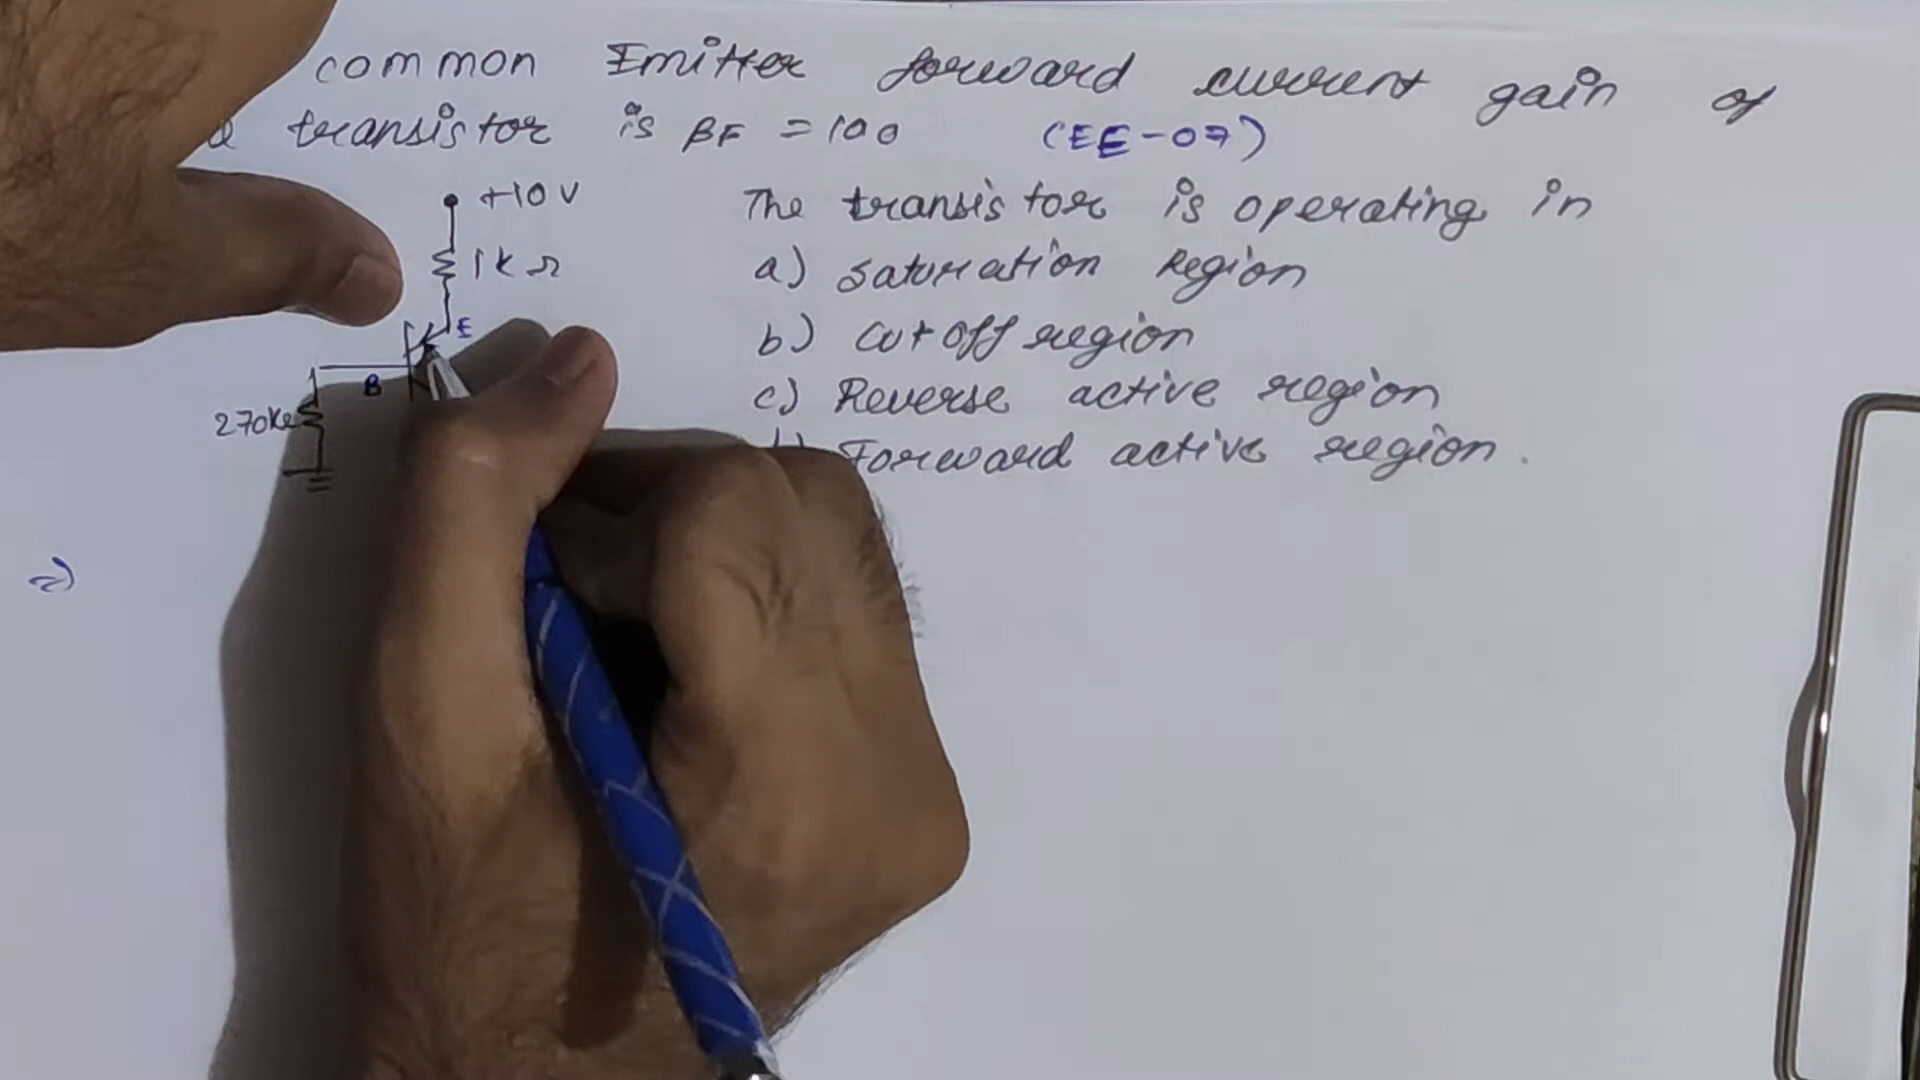 common Emitter forward current gain of
transistor is βF = 100 (EE-07)
+10V
1kΩ
E
B
270kΩ
The transistor is operating in
a) Saturation Region
b) Cut off region
c) Reverse active region
Forward active region.